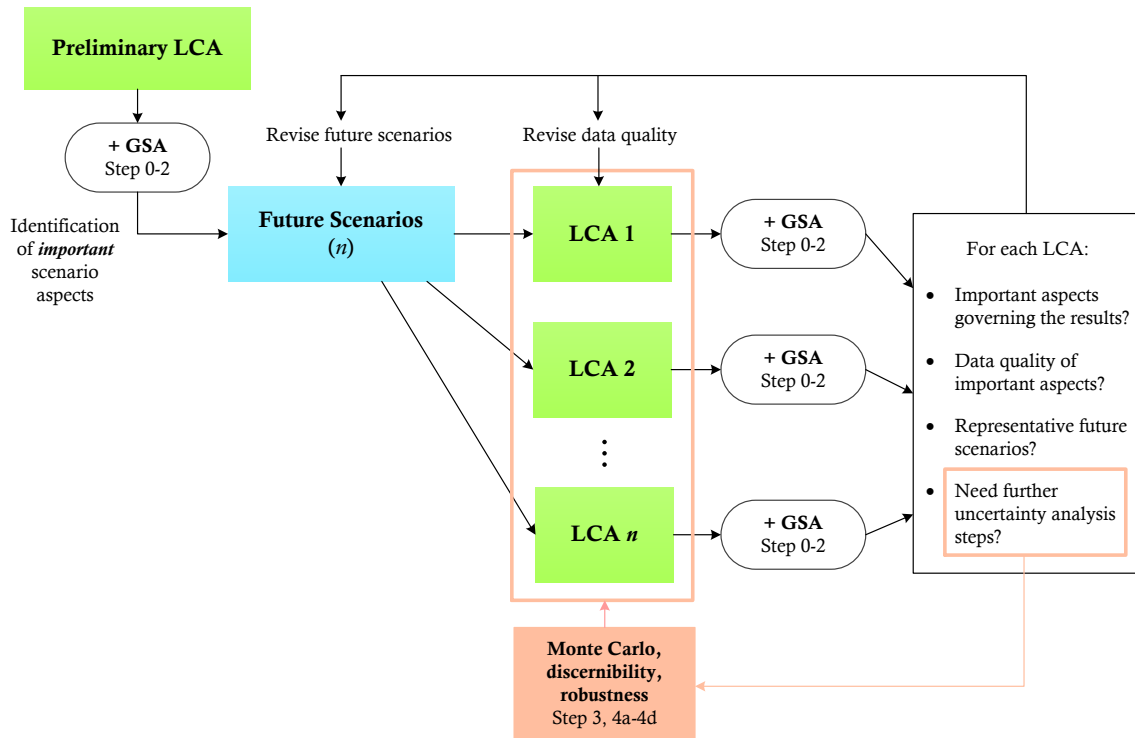 Preliminary LCA
+ GSA
Step 0-2
Identification
of important
scenario
aspects
Revise future scenarios
Revise data quality
Future Scenarios
(n)
LCA 1
+ GSA
Step 0-2
LCA 2
+ GSA
Step 0-2
⋮
LCA n
+ GSA
Step 0-2
For each LCA:
• Important aspects
governing the results?
• Data quality of
important aspects?
• Representative future
scenarios?
• Need further
uncertainty analysis
steps?
Monte Carlo,
discernibility,
robustness
Step 3, 4a-4d